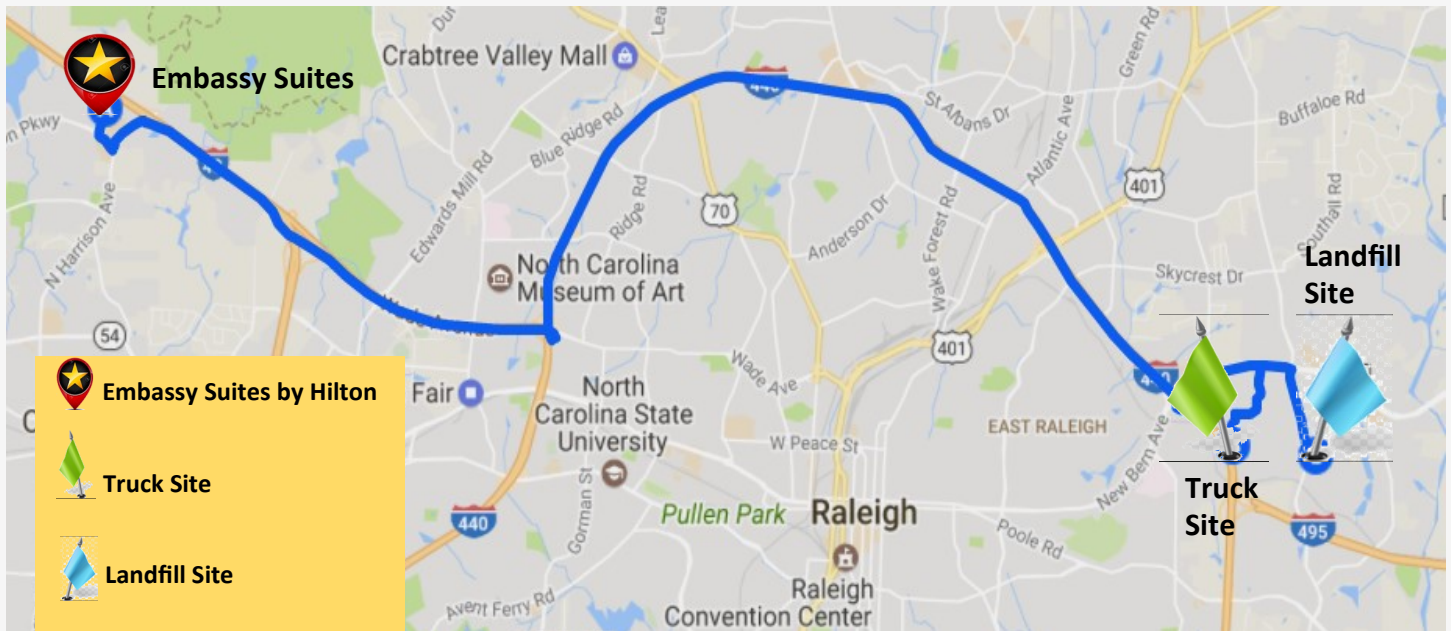 Embassy Suites
Crabtree Valley Mall
Blue Ridge Rd
Edwards Mill Rd
Ridge Rd
N Harrison Ave
Pkwy
54
70
440
St Albans Dr
Green Rd
Atlantic Ave
Buffaloe Rd
401
Anderson Dr
Wake Forest Rd
Southall Rd
Skycrest Dr
North Carolina
Museum of Art
Landfill
Site
401
Wade Ave
Embassy Suites by Hilton
Fair
North
Carolina State
University
W Peace St
EAST RALEIGH
New Bern Ave
Truck Site
Gorman St
Pullen Park
Raleigh
Truck
Site
440
Poole Rd
495
Landfill Site
Avent Ferry Rd
Raleigh
Convention Center